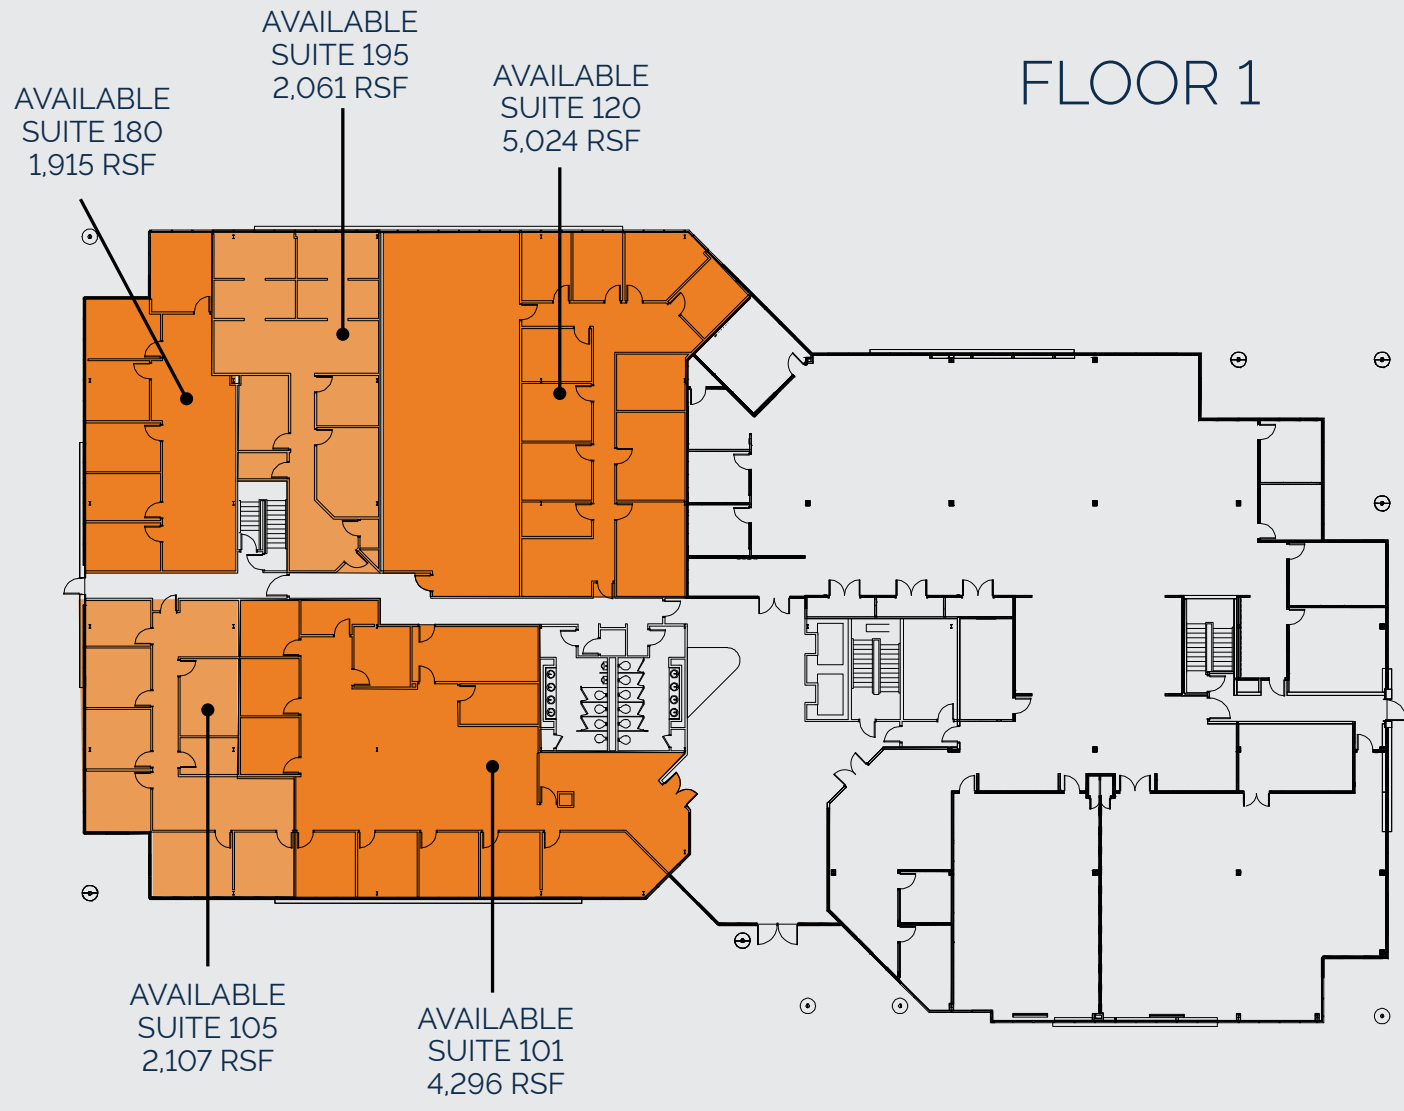 AVAILABLE
SUITE 195
2,061 RSF
AVAILABLE
SUITE 120
5,024 RSF
FLOOR 1
AVAILABLE
SUITE 180
1,915 RSF
AVAILABLE
SUITE 105
2,107 RSF
AVAILABLE
SUITE 101
4,296 RSF